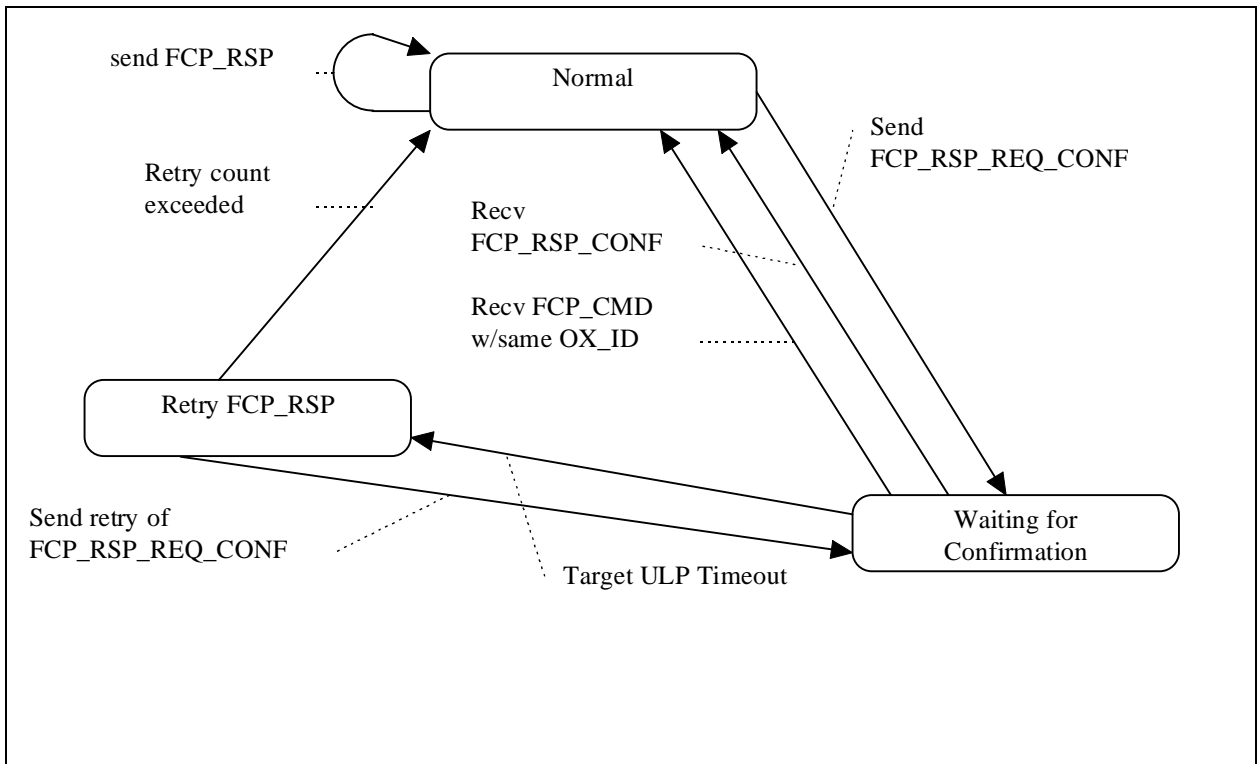 send FCP_RSP
Normal
Send
FCP_RSP_REQ_CONF
Retry count
exceeded
Recv
FCP_RSP_CONF
Recv FCP_CMD
w/same OX_ID
Retry FCP_RSP
Send retry of
FCP_RSP_REQ_CONF
Waiting for
Confirmation
Target ULP Timeout